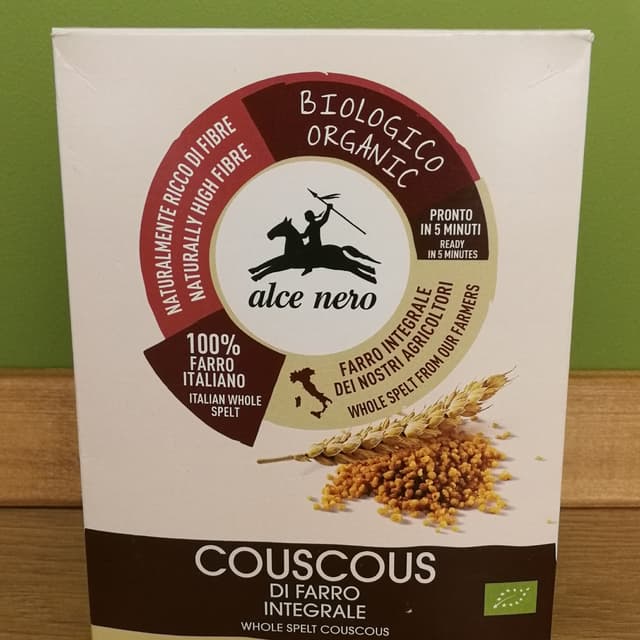 BIOLOGICO
ORGANIC
NATURALMENTE RICCO DI FIBRE
NATURALLY HIGH FIBRE
PRONTO
IN 5 MINUTI
READY
IN 5 MINUTES
alce nero
FARRO INTEGRALE
DEI NOSTRI AGRICOLTORI
WHOLE SPELT FROM OUR FARMERS
100%
FARRO
ITALIANO
ITALIAN WHOLE
SPELT
COUSCOUS
DI FARRO
INTEGRALE
WHOLE SPELT COUSCOUS